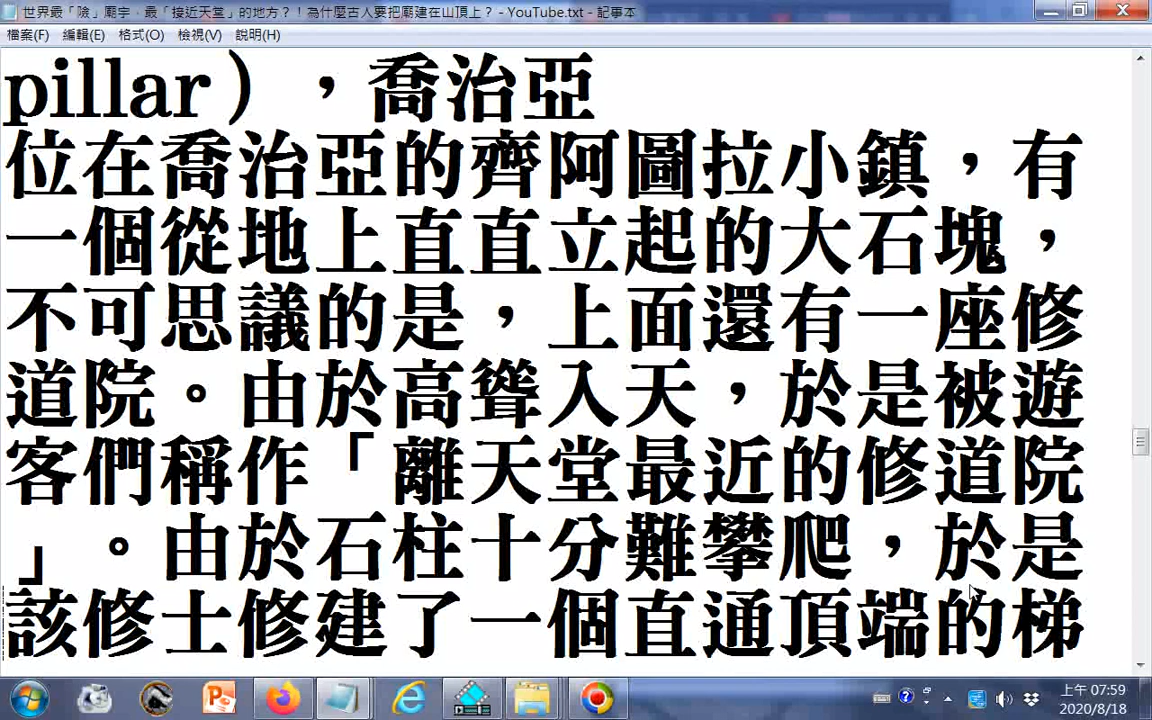 世界最「險」廟宇，最「接近天堂」的地方？！為什麼古人要把廟建在山頂上？ - YouTube.txt - 記事本
檔案(F) 編輯(E) 格式(O) 檢視(V) 說明(H)
pillar），喬治亞
位在喬治亞的齊阿圖拉小鎮，有
一個從地上直直立起的大石塊，
不可思議的是，上面還有一座修
道院。由於高聳入天，於是被遊
客們稱作「離天堂最近的修道院
」。由於石柱十分難攀爬，於是
該修士修建了一個直通頂端的梯
上午 07:59
2020/8/18